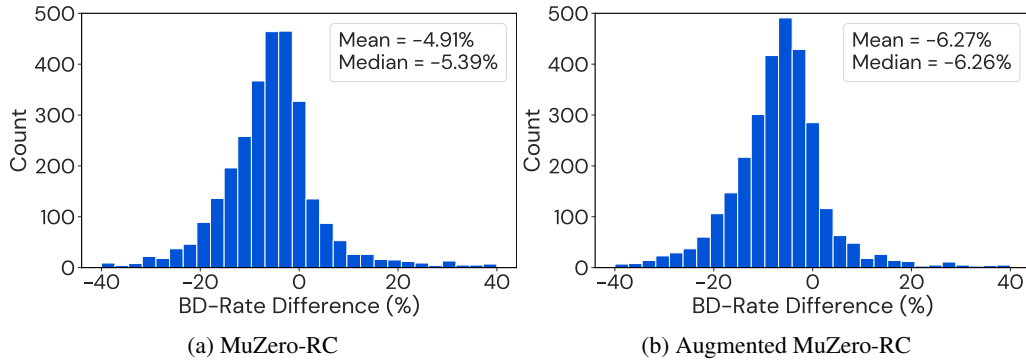 500
400
300
200
100
0
Count
Mean = −4.91%
Median = −5.39%
−40
−20
0
20
40
BD-Rate Difference (%)
(a) MuZero-RC
500
400
300
200
100
0
Count
Mean = −6.27%
Median = −6.26%
−40
−20
0
20
40
BD-Rate Difference (%)
(b) Augmented MuZero-RC